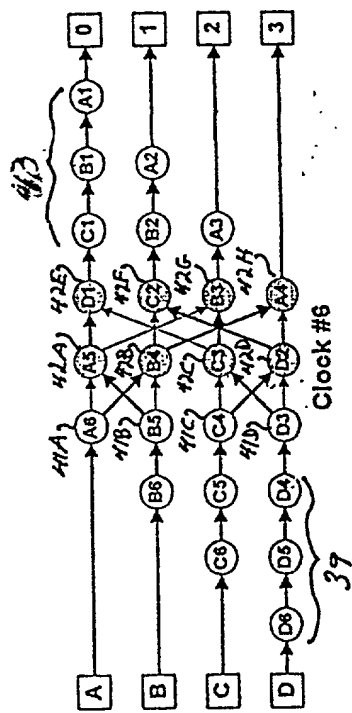 43
41A 42A 42E
A A6 A5 D1 C1 B1 A1 0
41B 42B 42F
B B6 B5 B4 C2 B2 A2 1
41C 42C 42G
C C6 C5 C4 C3 B3 A3 2
41D 42D 42H
D D6 D5 D4 D3 D2 A4 3
39
Clock #6